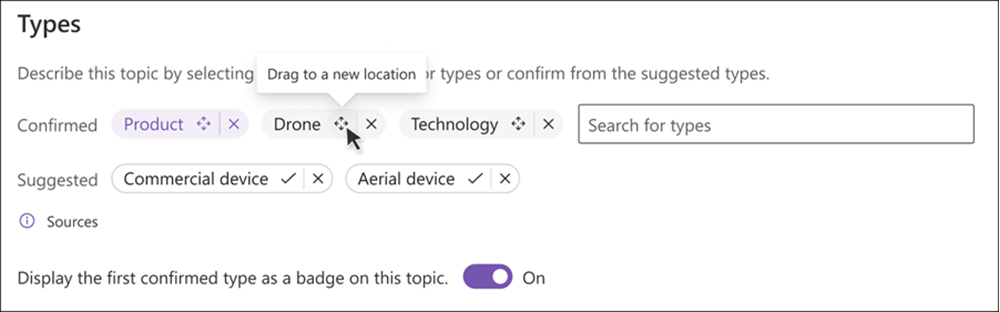 Types
Drag to a new location
Describe this topic by selecting or types or confirm from the suggested types.
Confirmed Product Drone Technology Search for types
Suggested Commercial device Aerial device
Sources
Display the first confirmed type as a badge on this topic. On